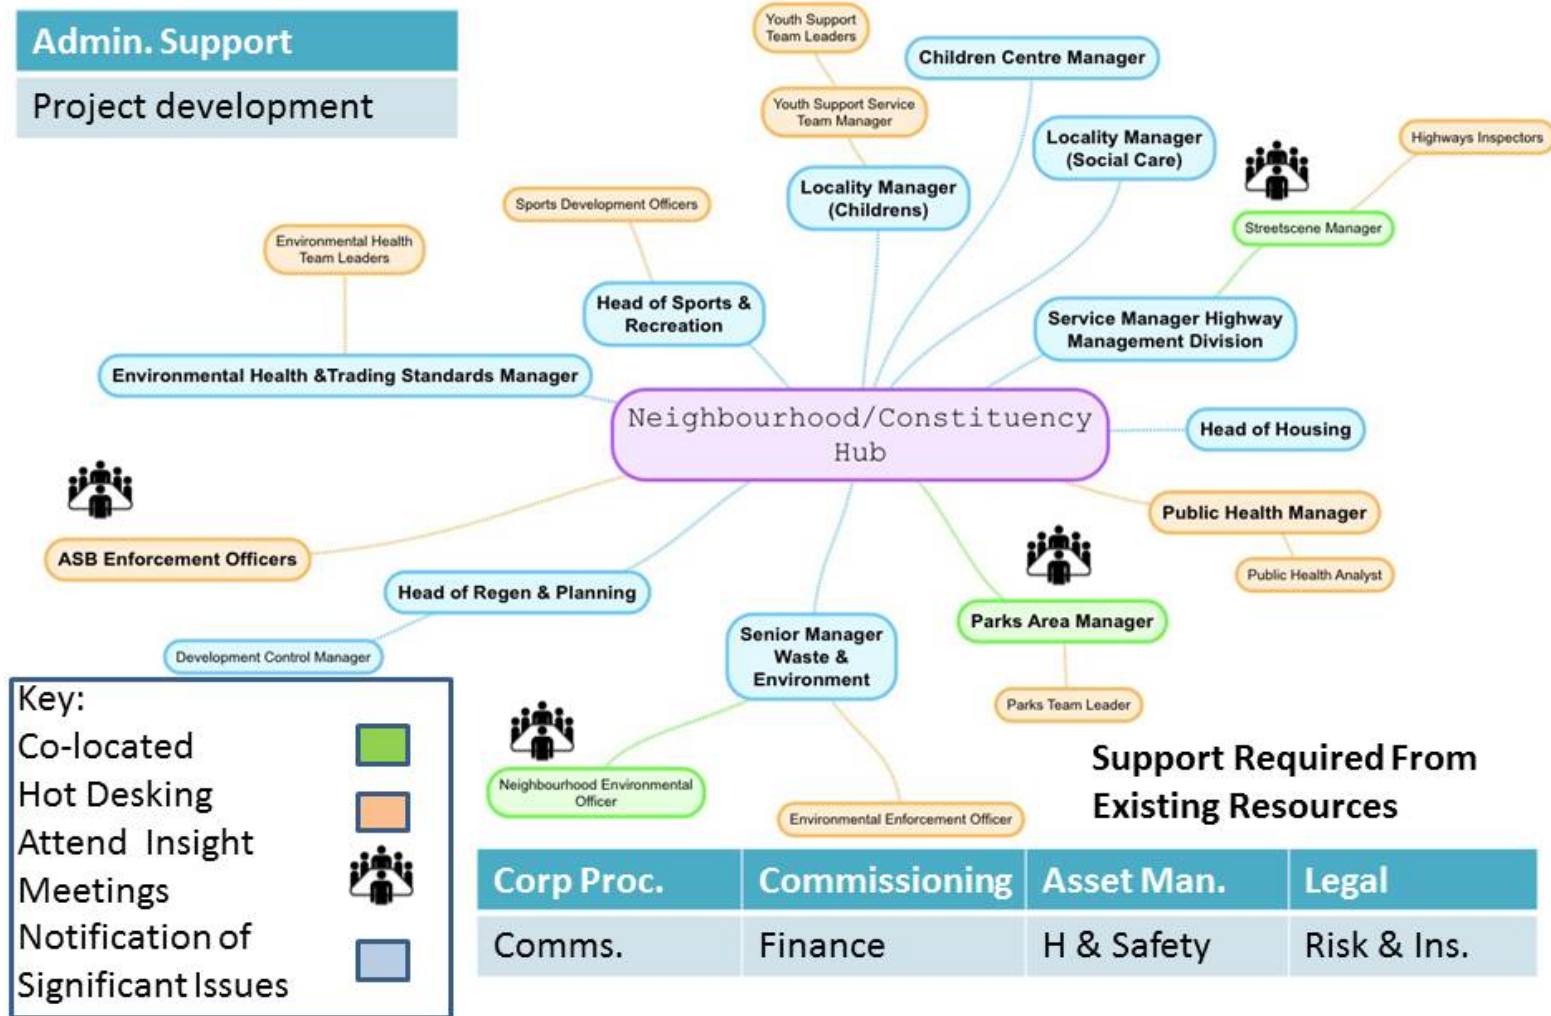 Admin. Support
Project development
Youth Support
Team Leaders
Children Centre Manager
Youth Support Service
Team Manager
Locality Manager
(Social Care)
Highways Inspectors
Locality Manager
(Childrens)
Sports Development Officers
Streetscene Manager
Environmental Health
Team Leaders
Head of Sports &
Recreation
Service Manager Highway
Management Division
Environmental Health &Trading Standards Manager
Neighbourhood/Constituency
Hub
Head of Housing
Public Health Manager
ASB Enforcement Officers
Public Health Analyst
Head of Regen & Planning
Parks Area Manager
Senior Manager
Waste &
Environment
Development Control Manager
Parks Team Leader
Neighbourhood Environmental
Officer
Environmental Enforcement Officer
Key:
Co-located
Hot Desking
Attend Insight
Meetings
Notification of
Significant Issues
Support Required From
Existing Resources
Corp Proc. Commissioning Asset Man. Legal
Comms. Finance H & Safety Risk & Ins.